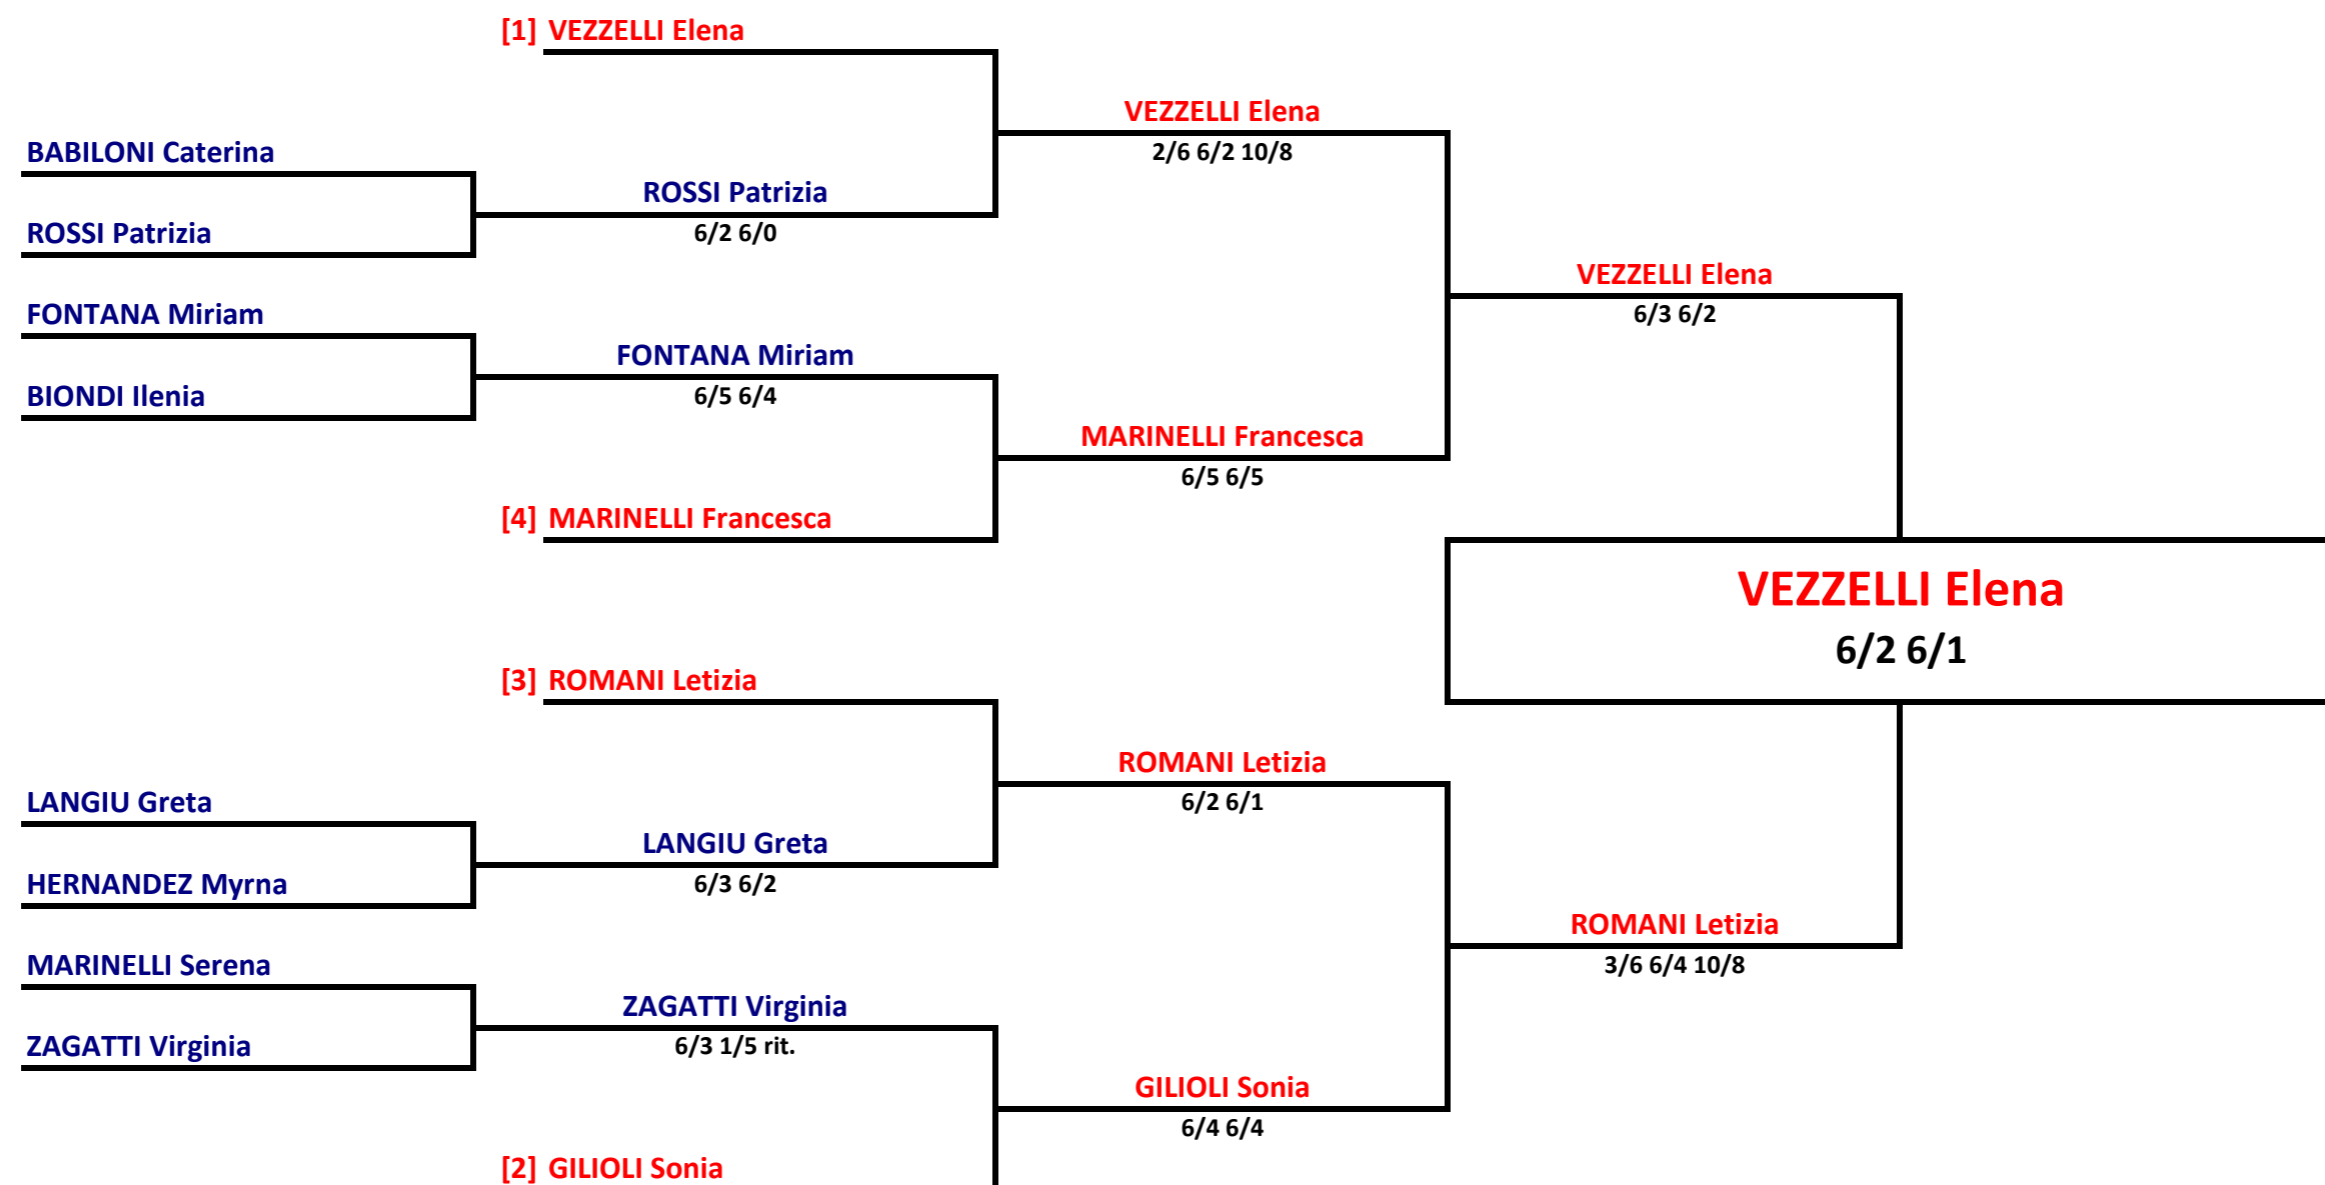 [1] VEZZELLI Elena
VEZZELLI Elena
2/6 6/2 10/8
BABILONI Caterina
ROSSI Patrizia
6/2 6/0
ROSSI Patrizia
VEZZELLI Elena
6/3 6/2
FONTANA Miriam
FONTANA Miriam
6/5 6/4
BIONDI Ilenia
MARINELLI Francesca
6/5 6/5
[4] MARINELLI Francesca
VEZZELLI Elena
6/2 6/1
[3] ROMANI Letizia
ROMANI Letizia
6/2 6/1
LANGIU Greta
LANGIU Greta
6/3 6/2
HERNANDEZ Myrna
ROMANI Letizia
3/6 6/4 10/8
MARINELLI Serena
ZAGATTI Virginia
6/3 1/5 rit.
ZAGATTI Virginia
GILIOLI Sonia
6/4 6/4
[2] GILIOLI Sonia